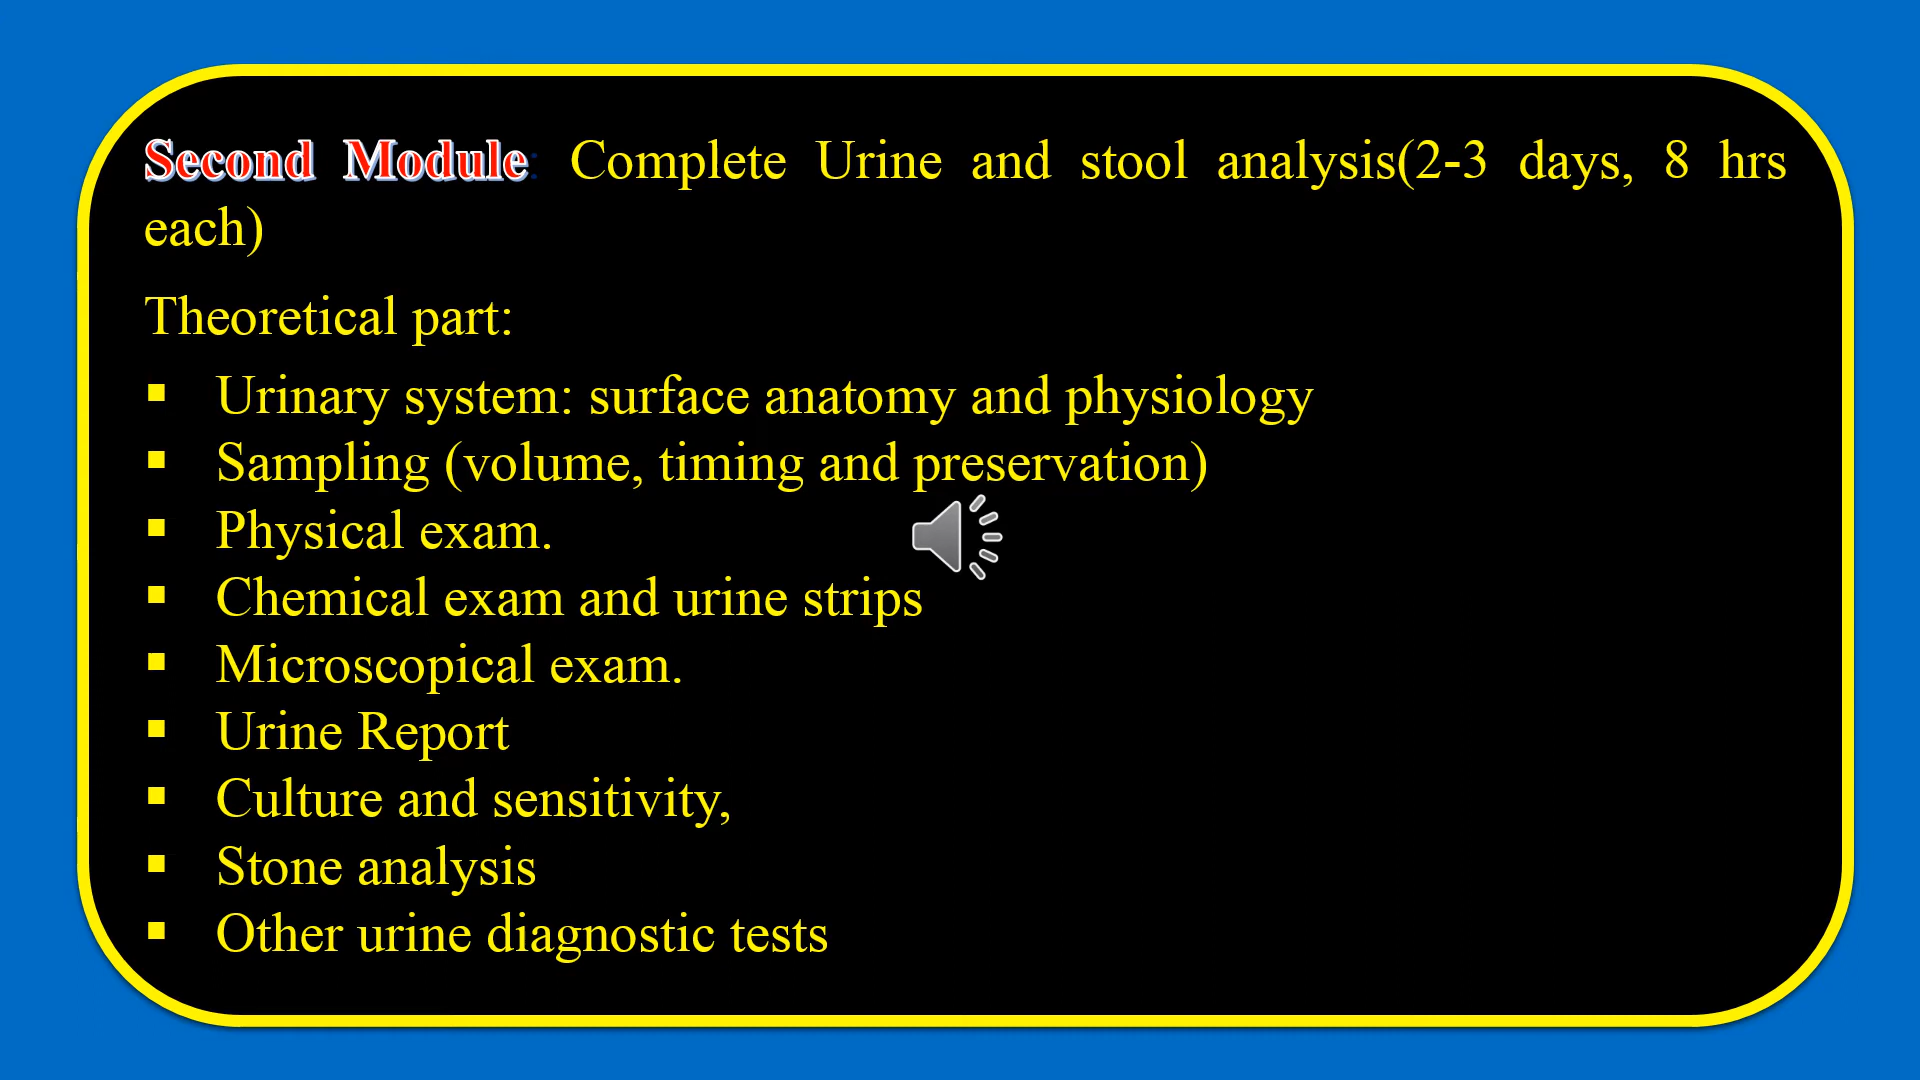 Second Module: Complete Urine and stool analysis(2-3 days, 8 hrs
each)
Theoretical part:
▪ Urinary system: surface anatomy and physiology
▪ Sampling (volume, timing and preservation)
▪ Physical exam.
▪ Chemical exam and urine strips
▪ Microscopical exam.
▪ Urine Report
▪ Culture and sensitivity,
▪ Stone analysis
▪ Other urine diagnostic tests